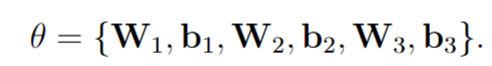 θ = {W₁, b₁, W₂, b₂, W₃, b₃}.